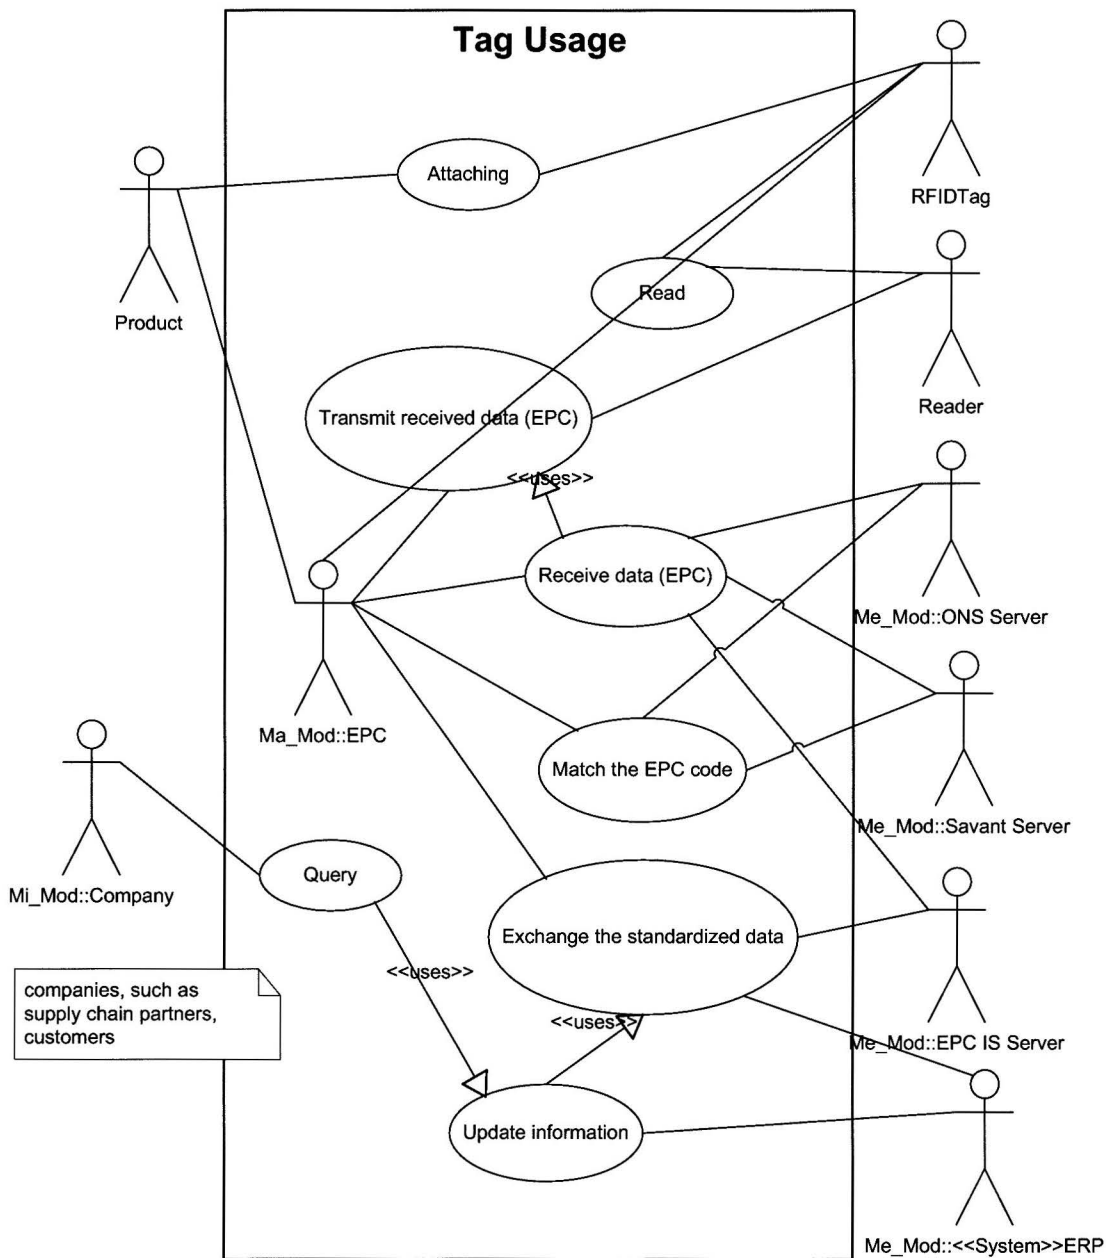 Tag Usage
Attaching
RFIDTag
Product
Read
Reader
Transmit received data (EPC)
<<uses>>
Receive data (EPC)
Me_Mod::ONS Server
Ma_Mod::EPC
Match the EPC code
Me_Mod::Savant Server
Mi_Mod::Company
Query
Exchange the standardized data
<<uses>>
companies, such as
supply chain partners,
customers
<<uses>>
Me_Mod::EPC IS Server
Update information
Me_Mod::<<System>>ERP